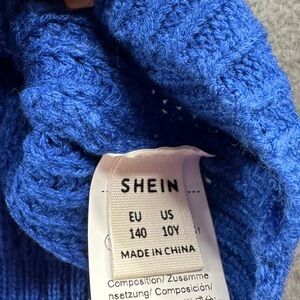 SHEIN
EU US
140 10Y
MADE IN CHINA
Composition/ Zusamme
nsetzung/ Composición/